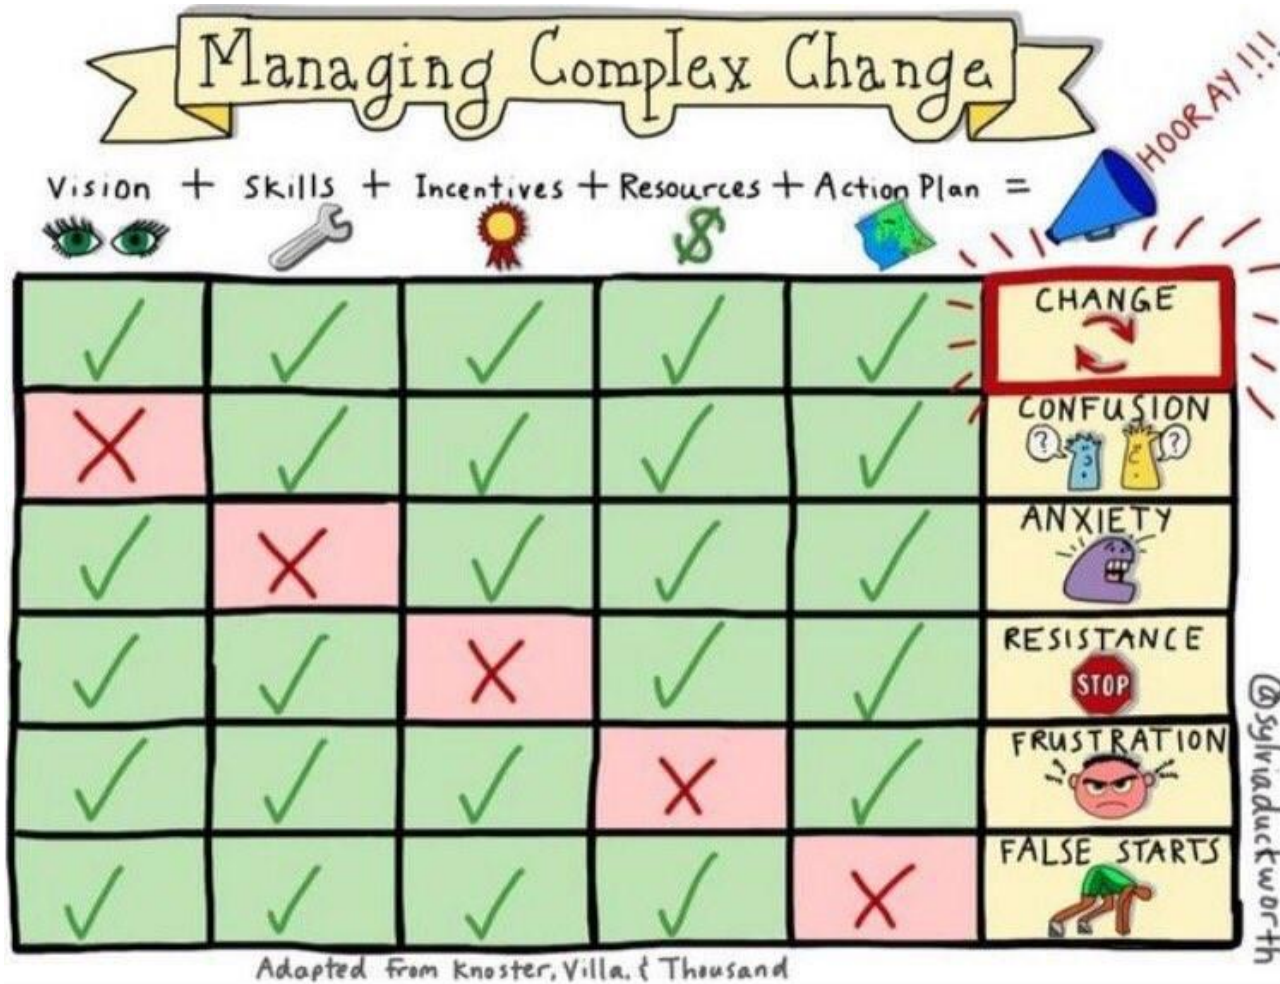 Managing Complex Change
HOORAY!!!
Vision + Skills + Incentives + Resources + Action Plan =
CHANGE
CONFUSION
? ?
ANXIETY
RESISTANCE
STOP
FRUSTRATION
FALSE STARTS
@sylviaduckworth
Adapted from Knoster, Villa, & Thousand